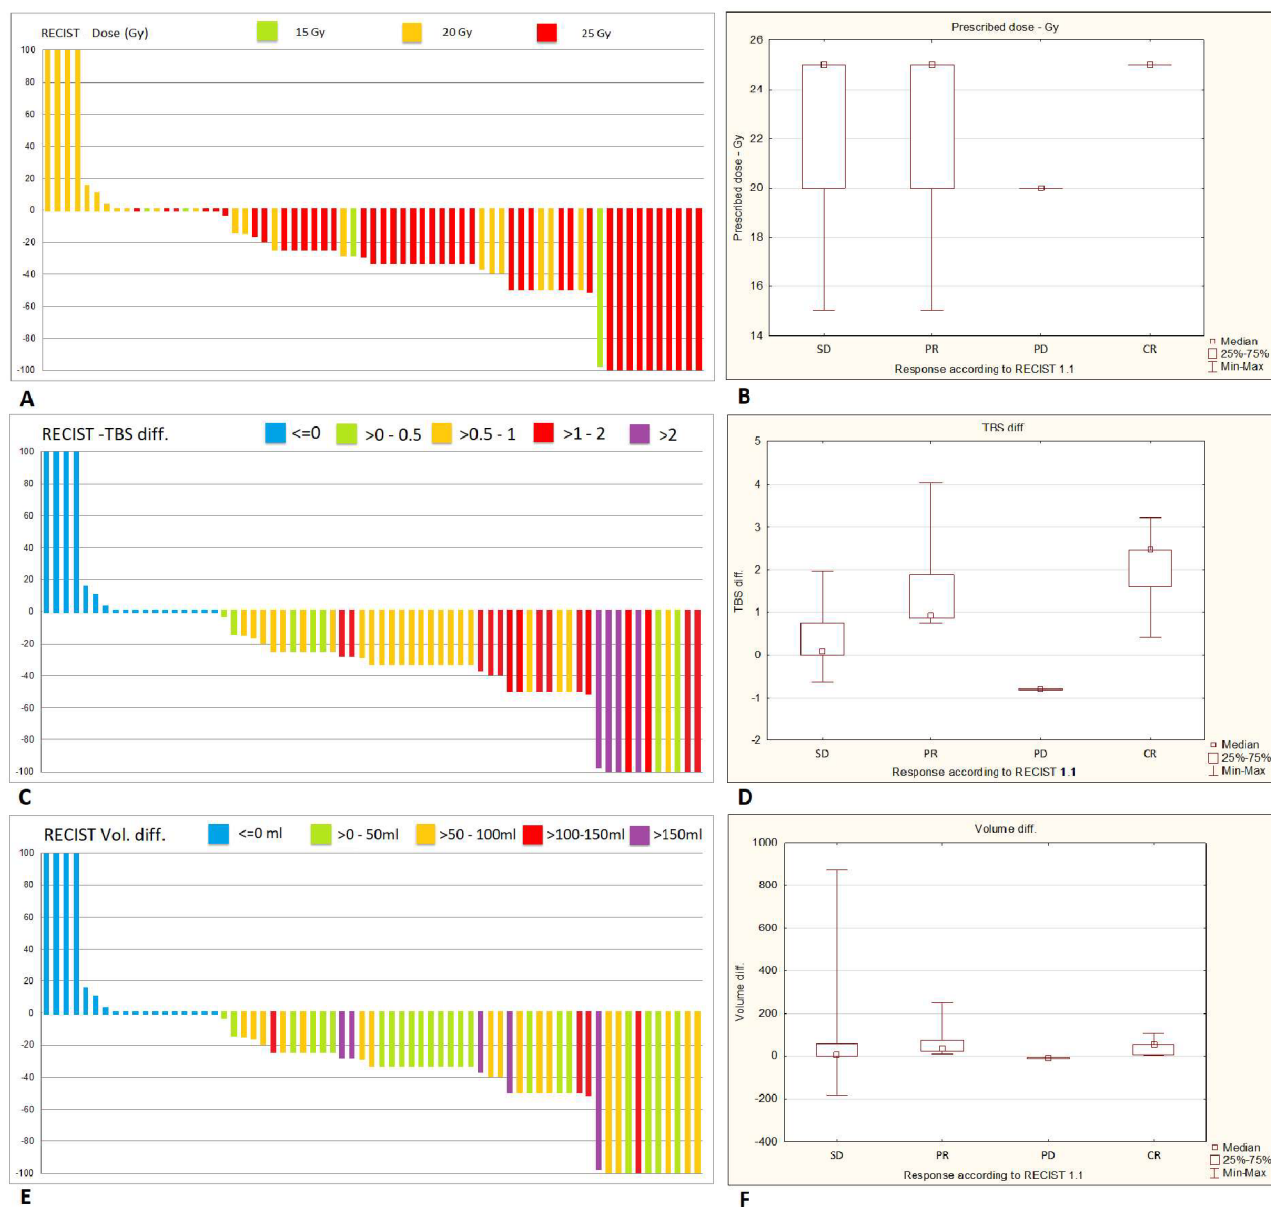 RECIST Dose (Gy) 15 Gy 20 Gy 25 Gy
100
80
60
40
20
0
-20
-40
-60
-80
-100
A
Prescribed dose - Gy
26
24
22
20
18
16
14
Prescribed dose - Gy
SD PR PD CR
Response according to RECIST 1.1
Median
25%-75%
Min-Max
B
RECIST -TBS diff. <=0 >0 - 0.5 >0.5 - 1 >1 - 2 >2
100
80
60
40
20
0
-20
-40
-60
-80
-100
C
TBS diff
5
4
3
2
1
0
-1
-2
TBS diff.
SD PR PD CR
Response according to RECIST 1.1
Median
25%-75%
Min-Max
D
RECIST Vol. diff. <=0 ml >0 - 50ml >50 - 100ml >100-150ml >150ml
100
80
60
40
20
0
-20
-40
-60
-80
-100
E
Volume diff.
1000
800
600
400
200
0
-200
-400
Volume diff.
SD PR PD CR
Response according to RECIST 1.1
Median
25%-75%
Min-Max
F